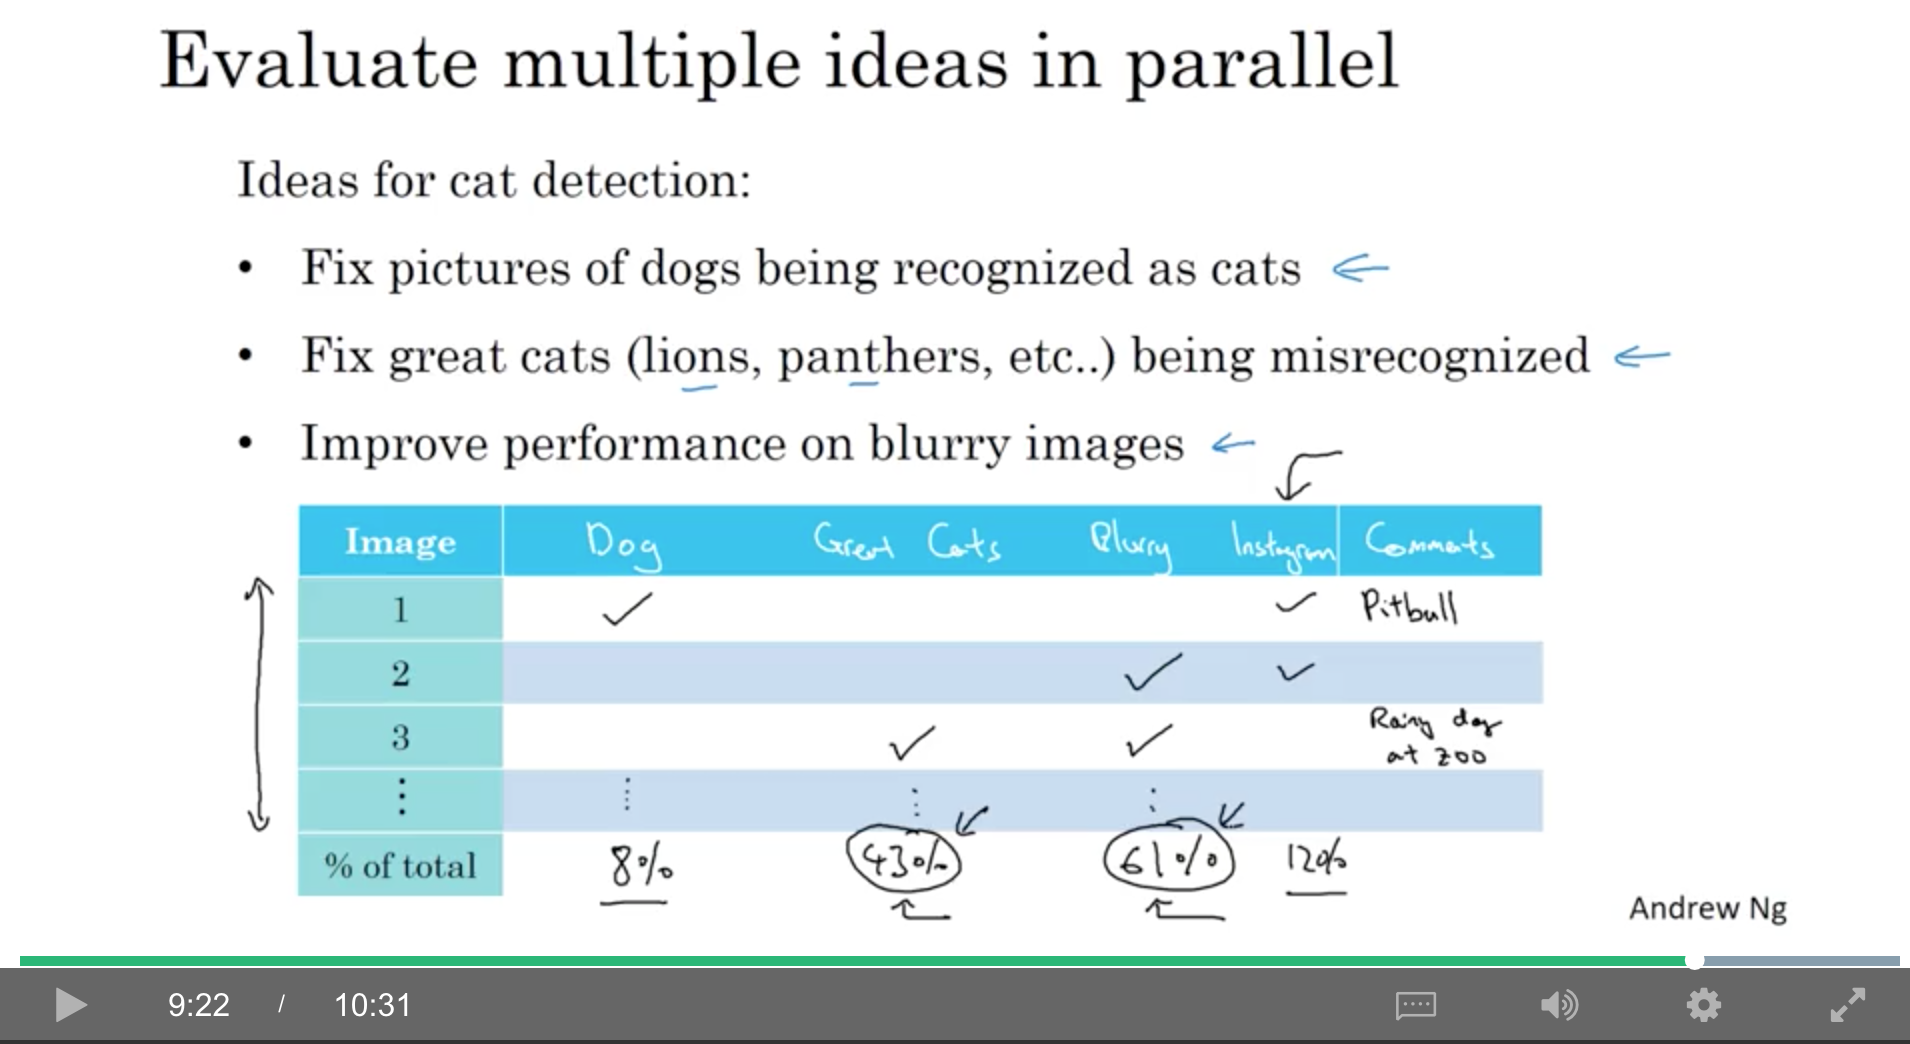 Evaluate multiple ideas in parallel
Ideas for cat detection:
• Fix pictures of dogs being recognized as cats
• Fix great cats (lions, panthers, etc..) being misrecognized
• Improve performance on blurry images
Image Dog Great Cats Blurry Instagram Comments
1 ✓ ✓ Pitbull
2 ✓ ✓
3 ✓ ✓ Rainy day
at zoo
⋮ ⋮ ⋮ ⋮
% of total 8% 43% 61% 12%
Andrew Ng
9:22 / 10:31